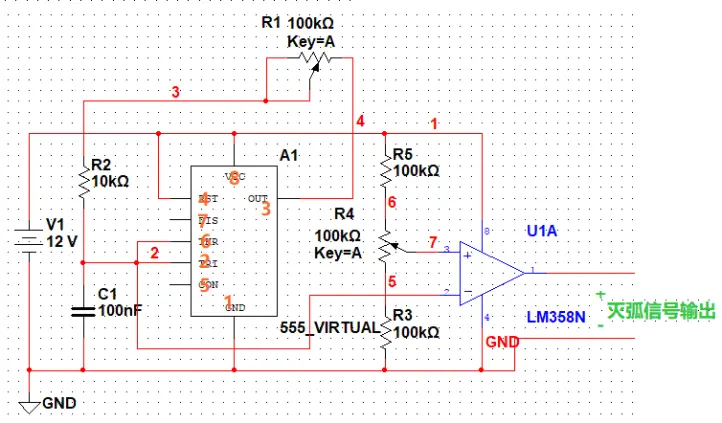 R1 100kΩ
Key=A
3
4
1
R2
10kΩ
A1
R5
100kΩ
8
VCC
4
RST
OUT
3
6
7
DIS
R4
100kΩ
Key=A
7
3
8
U1A
V1
12 V
6
THR
2
2
TRI
5
1
2
4
LM358N
5
CON
1
GND
C1
100nF
555_VIRTUAL
R3
100kΩ
GND
+
灭弧信号输出
-
GND